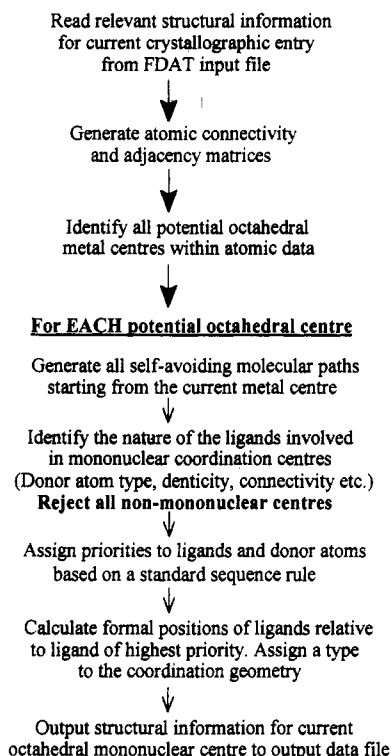 Read relevant structural information
for current crystallographic entry
from FDAT input file
Generate atomic connectivity
and adjacency matrices
Identify all potential octahedral
metal centres within atomic data
For EACH potential octahedral centre
Generate all self-avoiding molecular paths
starting from the current metal centre
Identify the nature of the ligands involved
in mononuclear coordination centres
(Donor atom type, denticity, connectivity etc.)
Reject all non-mononuclear centres
Assign priorities to ligands and donor atoms
based on a standard sequence rule
Calculate formal positions of ligands relative
to ligand of highest priority. Assign a type
to the coordination geometry
Output structural information for current
octahedral mononuclear centre to output data file